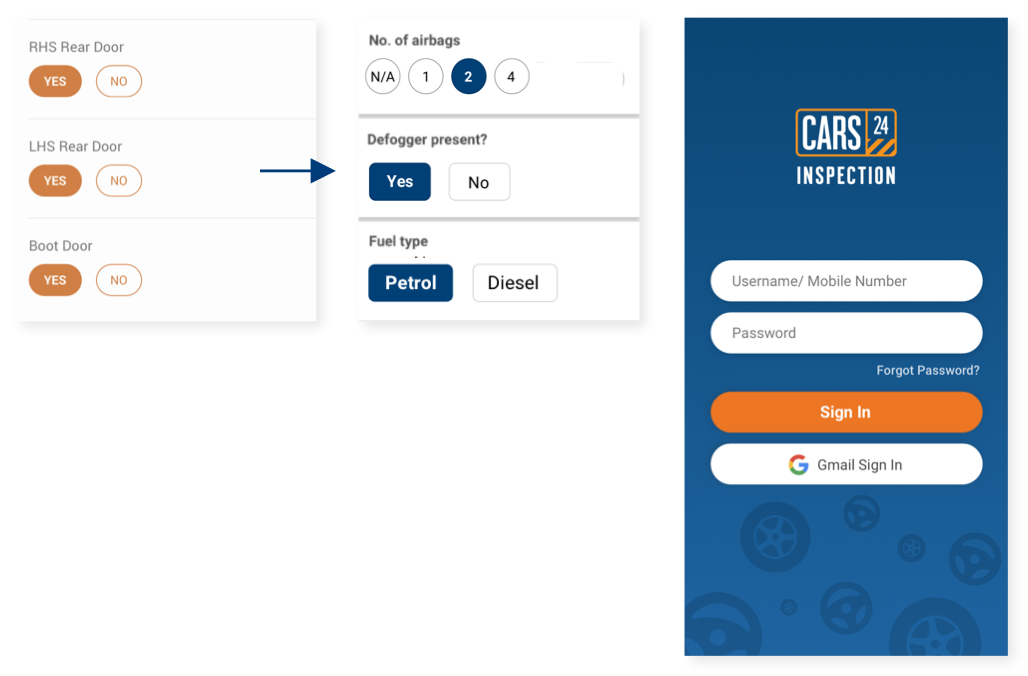 RHS Rear Door
YES NO
LHS Rear Door
YES NO
Boot Door
YES NO
No. of airbags
N/A 1 2 4
Defogger present?
Yes No
Fuel type
Petrol Diesel
CARS 24
INSPECTION
Username/ Mobile Number
Password
Forgot Password?
Sign In
G Gmail Sign In